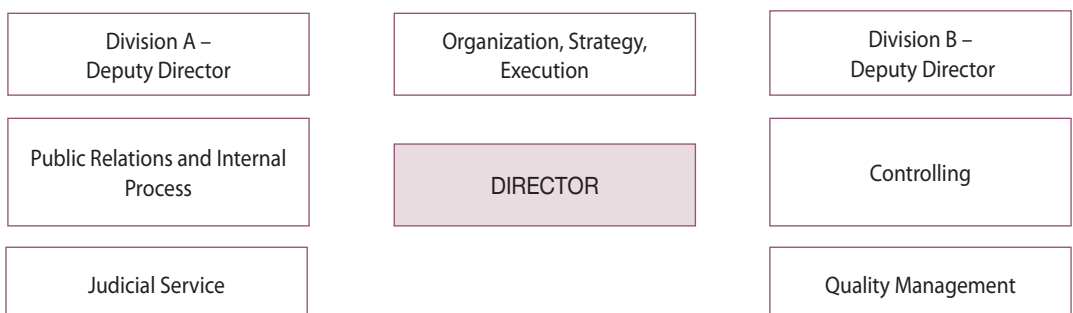 Division A –
Deputy Director
Organization, Strategy,
Execution
Division B –
Deputy Director
Public Relations and Internal
Process
DIRECTOR
Controlling
Judicial Service
Quality Management